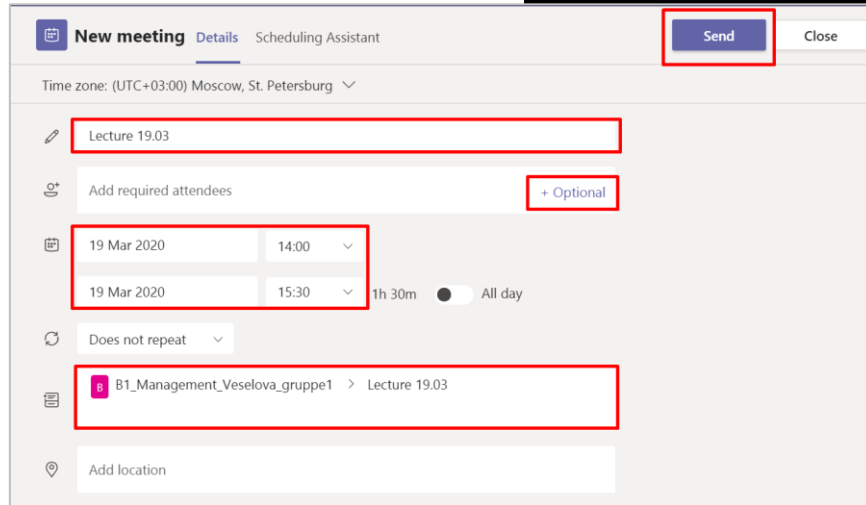 New meeting Details Scheduling Assistant Send Close
Time zone: (UTC+03:00) Moscow, St. Petersburg
Lecture 19.03
Add required attendees + Optional
19 Mar 2020 14:00
19 Mar 2020 15:30 1h 30m All day
Does not repeat
B B1_Management_Veselova_gruppe1 > Lecture 19.03
Add location